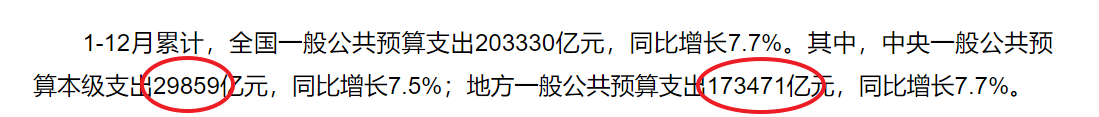 1-12月累计，全国一般公共预算支出203330亿元，同比增长7.7%。其中，中央一般公共预
算本级支出29859亿元，同比增长7.5%；地方一般公共预算支出173471亿元，同比增长7.7%。